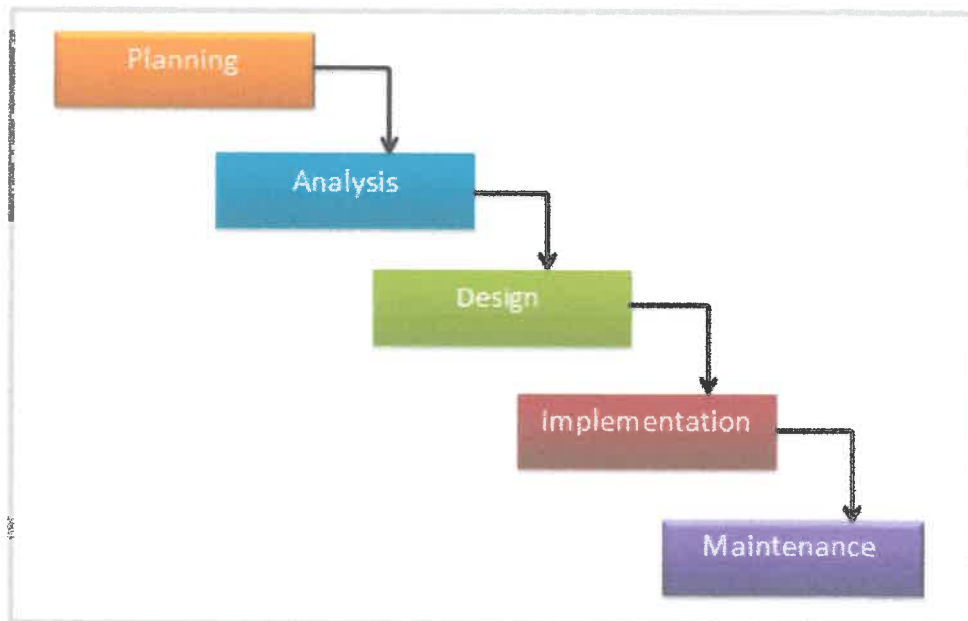 Planning
Analysis
Design
Implementation
Maintenance